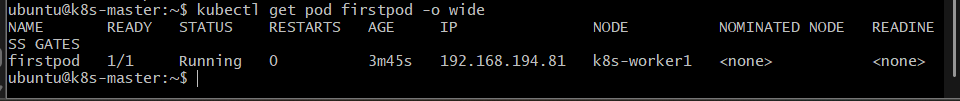 ubuntu@k8s-master:~$ kubectl get pod firstpod -o wide
NAME       READY   STATUS    RESTARTS   AGE     IP               NODE          NOMINATED NODE   READINE
SS GATES
firstpod   1/1     Running   0          3m45s   192.168.194.81   k8s-worker1   <none>           <none>
ubuntu@k8s-master:~$